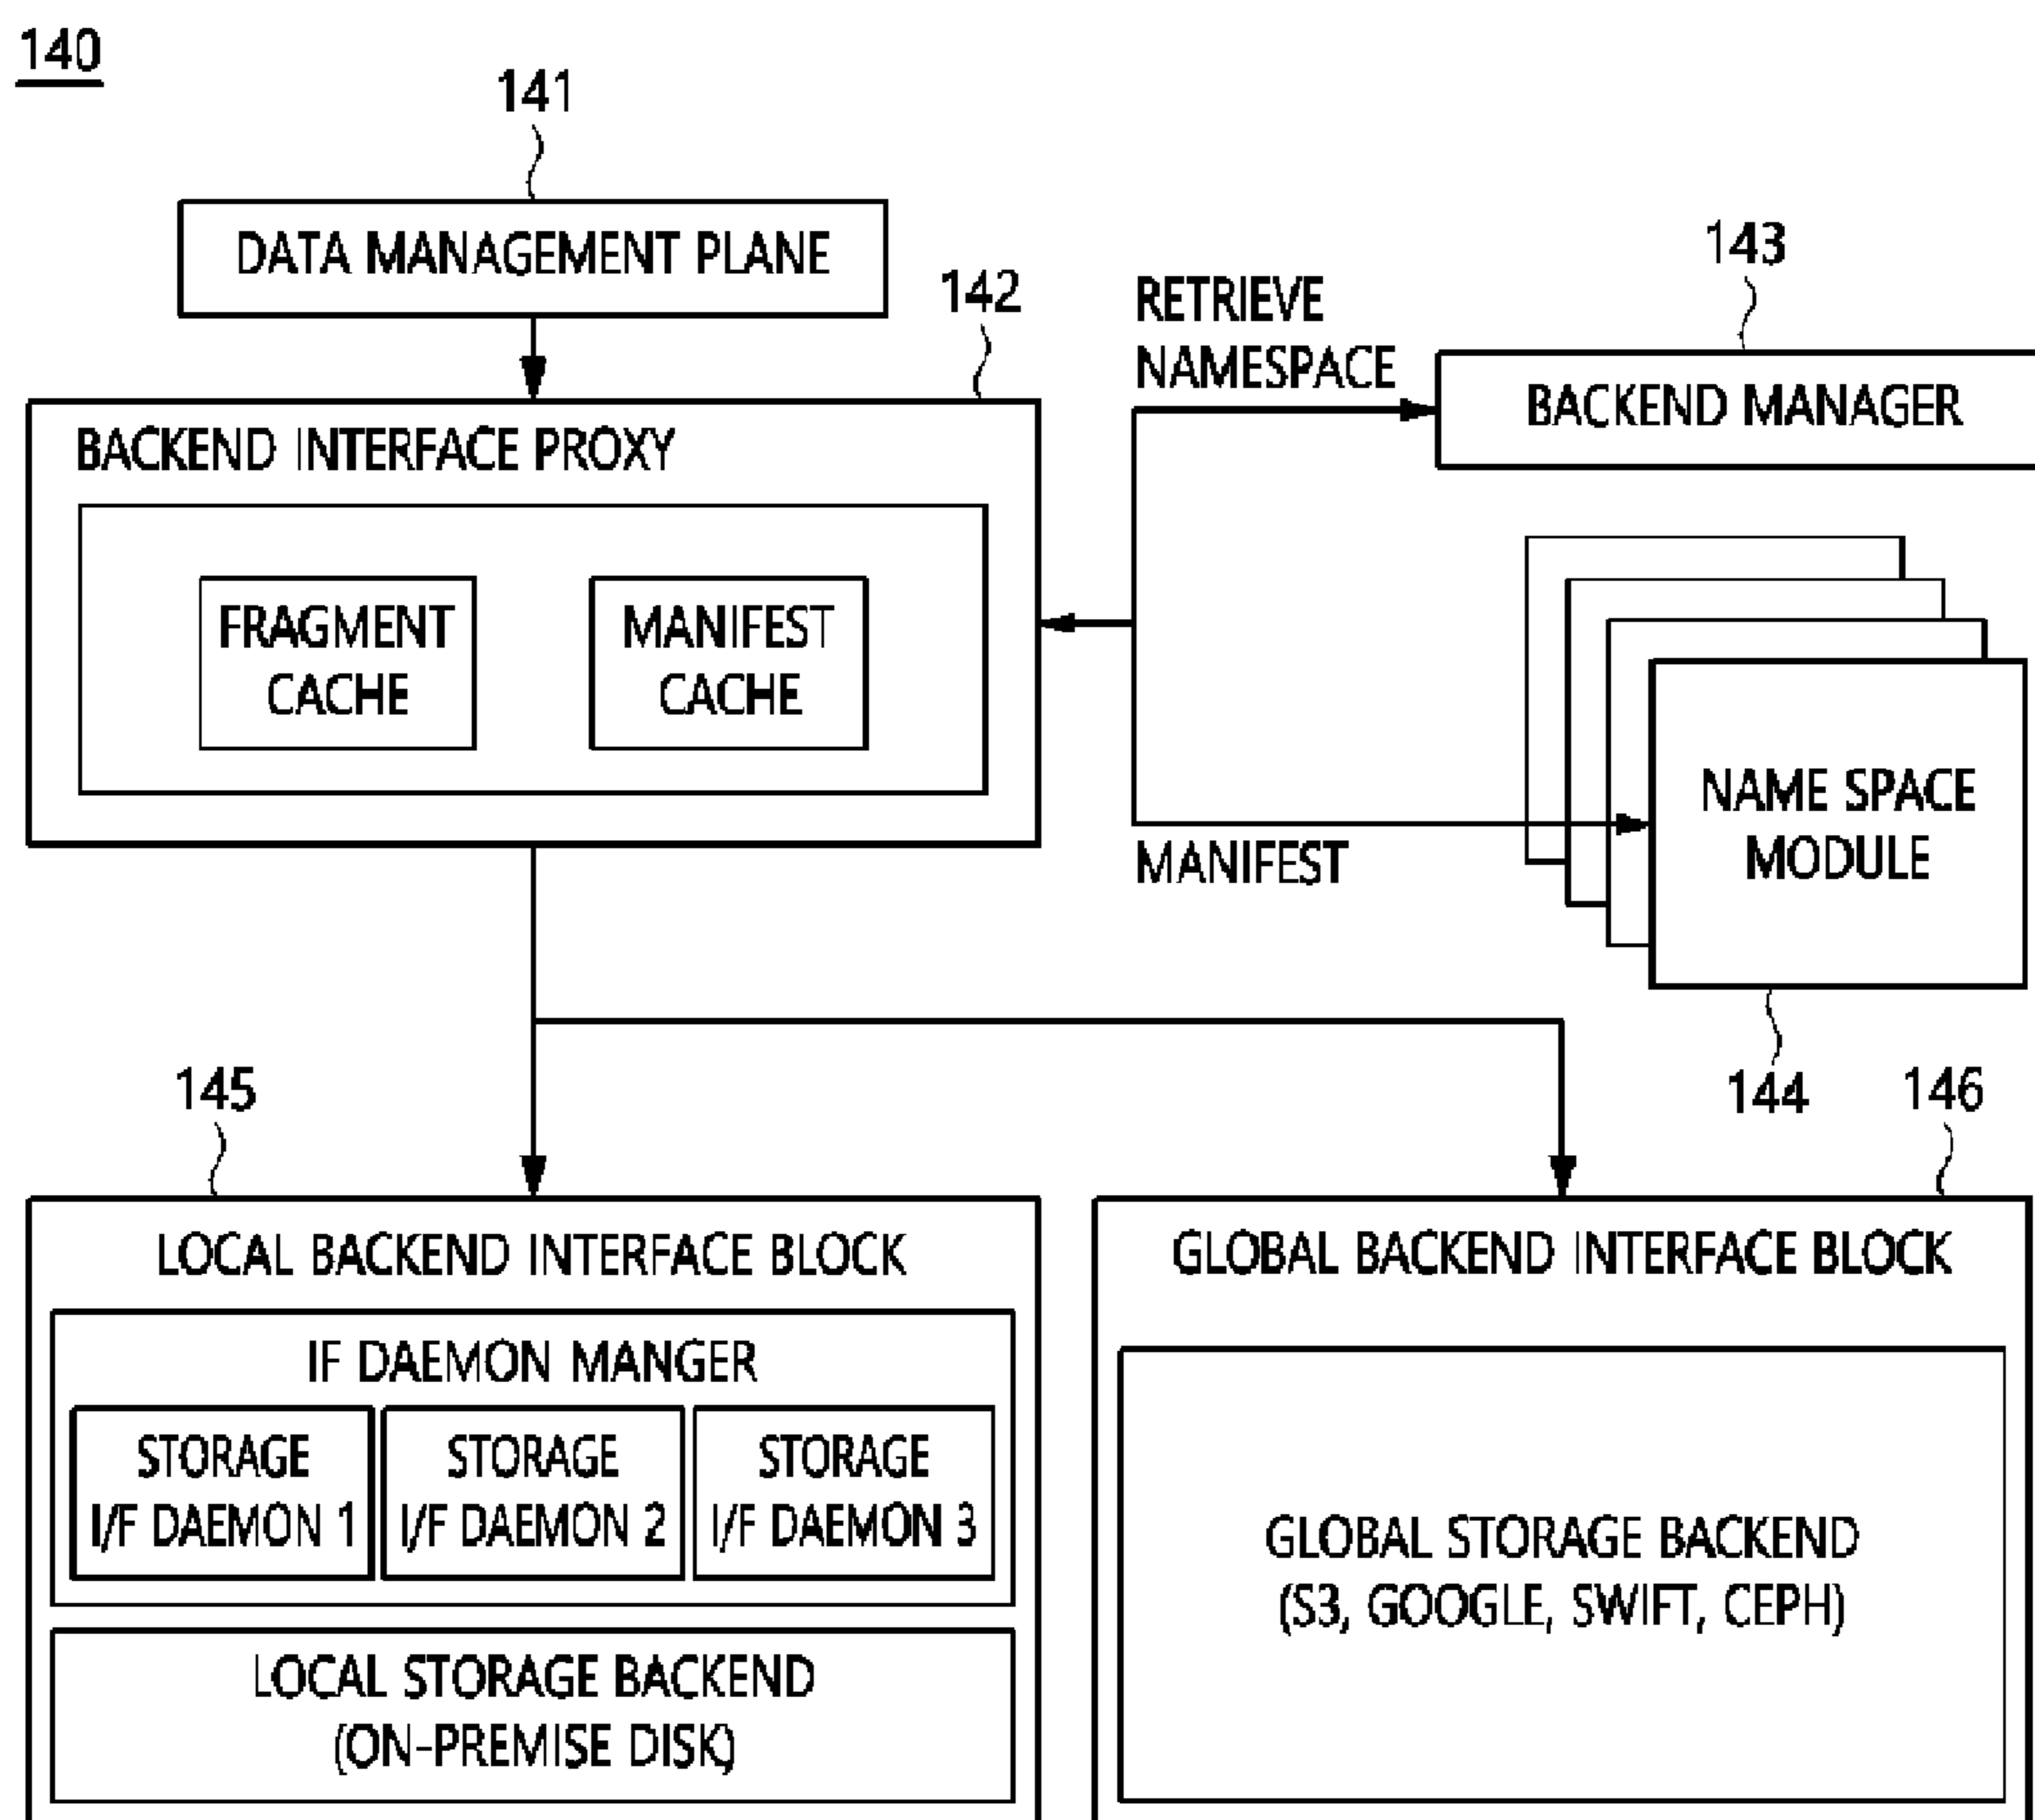 140
141
DATA MANAGEMENT PLANE
142
BACKEND INTERFACE PROXY
FRAGMENT
CACHE
MANIFEST
CACHE
RETRIEVE
NAMESPACE
143
BACKEND MANAGER
MANIFEST
NAME SPACE
MODULE
144
145
LOCAL BACKEND INTERFACE BLOCK
IF DAEMON MANGER
STORAGE
I/F DAEMON 1
STORAGE
I/F DAEMON 2
STORAGE
I/F DAEMON 3
LOCAL STORAGE BACKEND
(ON-PREMISE DISK)
146
GLOBAL BACKEND INTERFACE BLOCK
GLOBAL STORAGE BACKEND
(S3, GOOGLE, SWIFT, CEPH)